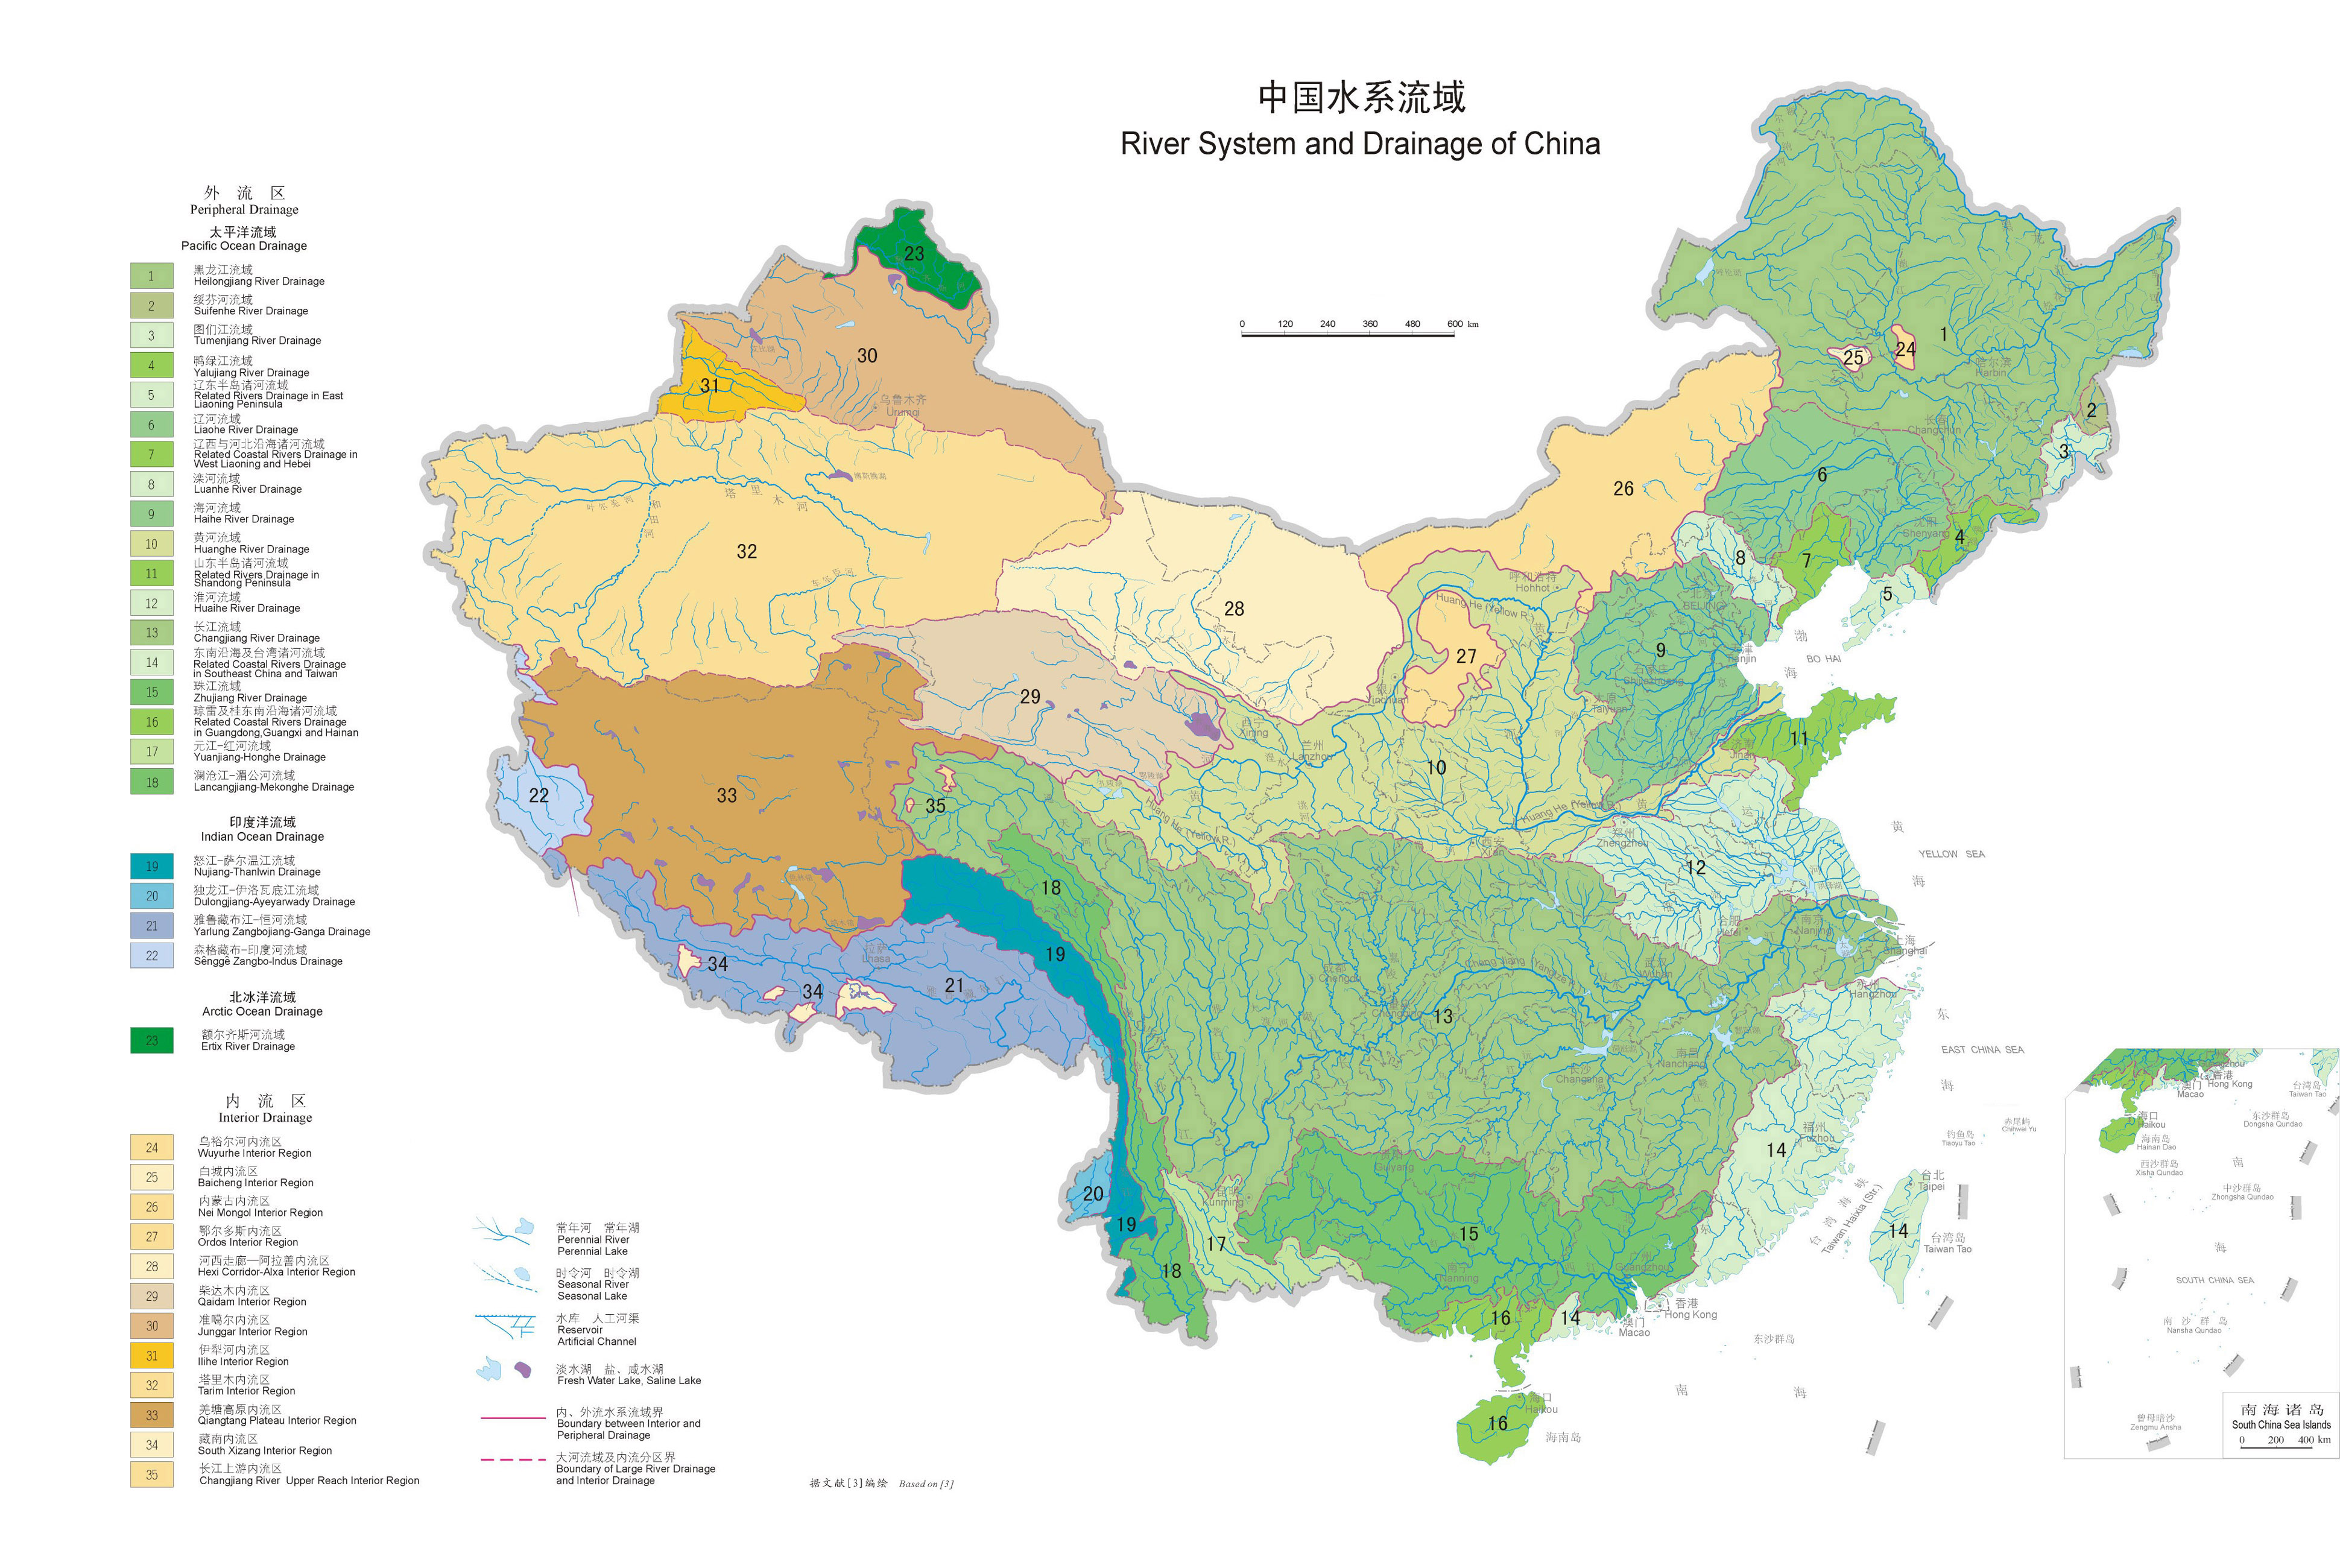 中国水系流域
River System and Drainage of China
外 流 区
Peripheral Drainage
太平洋流域
Pacific Ocean Drainage
1 黑龙江流域
Heilongjiang River Drainage
2 绥芬河流域
Suifenhe River Drainage
3 图们江流域
Tumenjiang River Drainage
4 鸭绿江流域
Yalujiang River Drainage
5 辽东半岛诸河流域
Related Rivers Drainage in East
Liaoning Peninsula
6 辽河流域
Liaohe River Drainage
7 辽西与河北沿海诸河流域
Related Coastal Rivers Drainage in
West Liaoning and Hebei
8 滦河流域
Luanhe River Drainage
9 海河流域
Haihe River Drainage
10 黄河流域
Huanghe River Drainage
11 山东半岛诸河流域
Related Rivers Drainage in
Shandong Peninsula
12 淮河流域
Huaihe River Drainage
13 长江流域
Changjiang River Drainage
14 东南沿海及台湾诸河流域
Related Coastal Rivers Drainage
in Southeast China and Taiwan
15 珠江流域
Zhujiang River Drainage
16 琼雷及桂东南沿海诸河流域
Related Coastal Rivers Drainage
in Guangdong,Guangxi and Hainan
17 元江-红河流域
Yuanjiang-Honghe Drainage
18 澜沧江-湄公河流域
Lancangjiang-Mekonghe Drainage
印度洋流域
Indian Ocean Drainage
19 怒江-萨尔温江流域
Nujiang-Thanlwin Drainage
20 独龙江-伊洛瓦底江流域
Dulongjiang-Ayeyarwady Drainage
21 雅鲁藏布江-恒河流域
Yarlung Zangbojiang-Ganga Drainage
22 森格藏布-印度河流域
Sênggê Zangbo-Indus Drainage
北冰洋流域
Arctic Ocean Drainage
23 额尔齐斯河流域
Ertix River Drainage
内 流 区
Interior Drainage
24 乌裕尔河内流区
Wuyurhe Interior Region
25 白城内流区
Baicheng Interior Region
26 内蒙古内流区
Nei Mongol Interior Region
27 鄂尔多斯内流区
Ordos Interior Region
28 河西走廊—阿拉善内流区
Hexi Corridor-Alxa Interior Region
29 柴达木内流区
Qaidam Interior Region
30 准噶尔内流区
Junggar Interior Region
31 伊犁河内流区
Ilihe Interior Region
32 塔里木内流区
Tarim Interior Region
33 羌塘高原内流区
Qiangtang Plateau Interior Region
34 藏南内流区
South Xizang Interior Region
35 长江上游内流区
Changjiang River Upper Reach Interior Region
常年河 常年湖
Perennial River
Perennial Lake
时令河 时令湖
Seasonal River
Seasonal Lake
水库 人工河渠
Reservoir
Artificial Channel
淡水湖 盐、咸水湖
Fresh Water Lake, Saline Lake
内、外流水系流域界
Boundary between Interior and
Peripheral Drainage
大河流域及内流分区界
Boundary of Large River Drainage
and Interior Drainage
据文献[3]编绘 Based on [3]
0 120 240 360 480 600 km
23
30
31
乌鲁木齐
Urumqi
博斯腾湖
塔 里 木 河
叶尔羌河
和田河
车尔臣河
32
28
29
33
22
35
34
34
21
拉萨
Lhasa
18
19
20
19
18
17
昆明
Kunming
25
24
1
哈尔滨
Harbin
长春
Changchun
2
3
26
6
沈阳
Shenyang
4
8
7
5
呼和浩特
Hohhot
Huang He (Yellow R.)
27
银川
Yinchuan
北京
BEIJING
天津
Tianjin
渤 海
BO HAI
9
石家庄
Shijiazhuang
太原
Taiyuan
11
济南
Jinan
西宁
Xining
兰州
Lanzhou
10
Huang He (Yellow R.)
Huang He (Yellow R.)
西安
Xi'an
郑州
Zhengzhou
12
黄 海
YELLOW SEA
合肥
Hefei
南京
Nanjing
上海
Shanghai
杭州
Hangzhou
武汉
Wuhan
成都
Chengdu
重庆
Chongqing
Chang Jiang (Yangtze R.)
13
长沙
Changsha
南昌
Nanchang
东 海
EAST CHINA SEA
贵阳
Guiyang
14
福州
Fuzhou
台北
Taipei
台湾海峡
Taiwan Haixia (Str.)
14
台湾岛
Taiwan Tao
钓鱼岛
Tiaoyu Tao
赤尾屿
Chihwei Yu
15
南宁
Nanning
广州
Guangzhou
16
14
香港
Hong Kong
澳门
Macao
东沙群岛
16
海口
Haikou
海南岛
南 海
香港
Hong Kong
澳门
Macao
台湾岛
Taiwan Tao
海口
Haikou
海南岛
Hainan Dao
东沙群岛
Dongsha Qundao
西沙群岛
Xisha Qundao
中沙群岛
Zhongsha Qundao
南 海
SOUTH CHINA SEA
南 沙 群 岛
Nansha Qundao
曾母暗沙
Zengmu Ansha
南海诸岛
South China Sea Islands
0 200 400 km